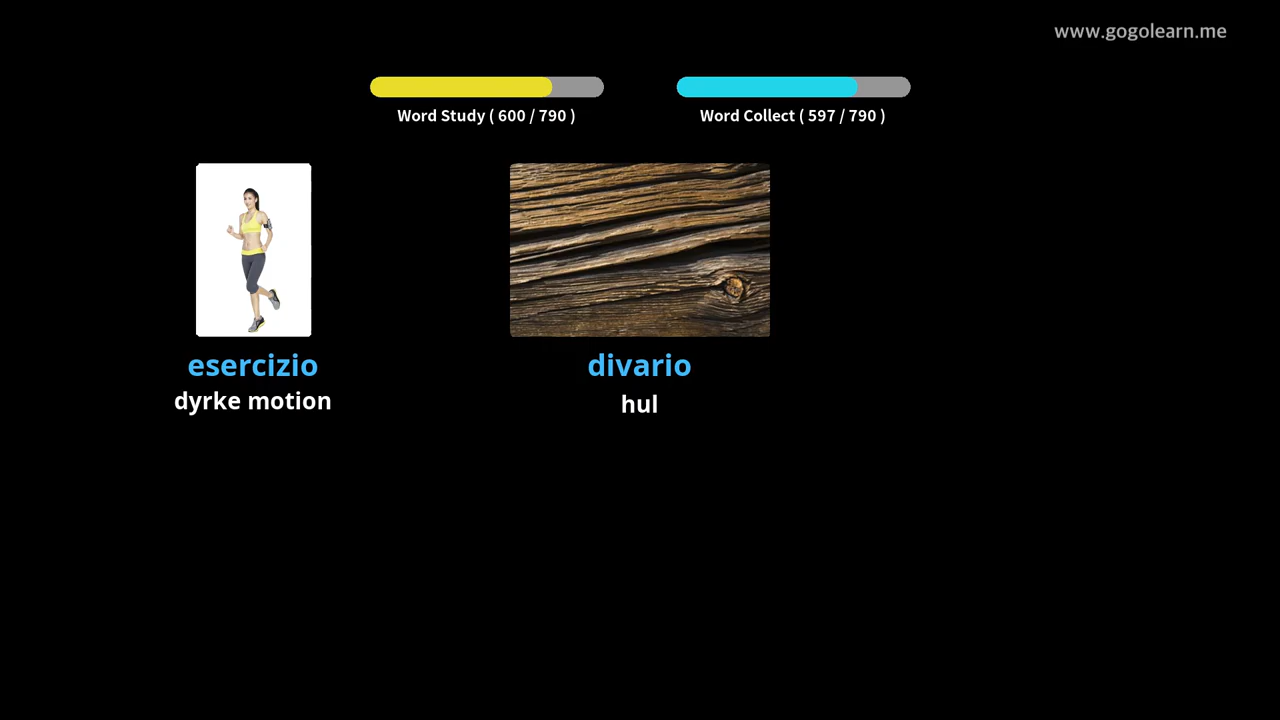 www.gogolearn.me
Word Study ( 600 / 790 )
Word Collect ( 597 / 790 )
esercizio
dyrke motion
divario
hul